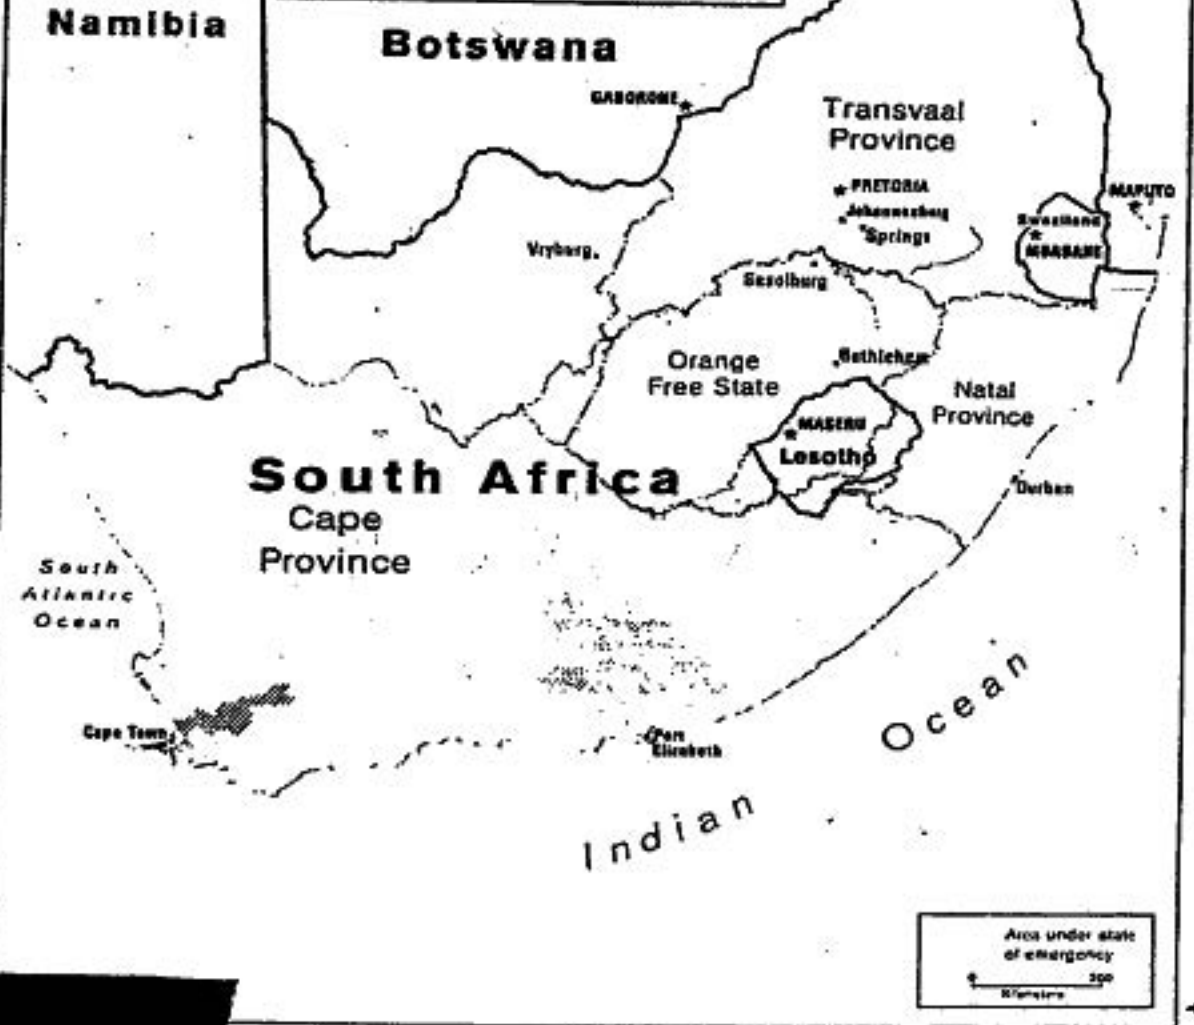 Namibia
Botswana
GABORONE
Transvaal
Province
PRETORIA
Johannesburg
Springs
MAPUTO
Swaziland
MBABANE
Vryburg
Sasolburg
Orange
Free State
Bethlehem
Natal
Province
MASERU
Lesotho
South Africa
Cape
Province
Durban
South
Atlantic
Ocean
Cape Town
Port
Elizabeth
Indian Ocean
Area under state
of emergency
0 200
Kilometers